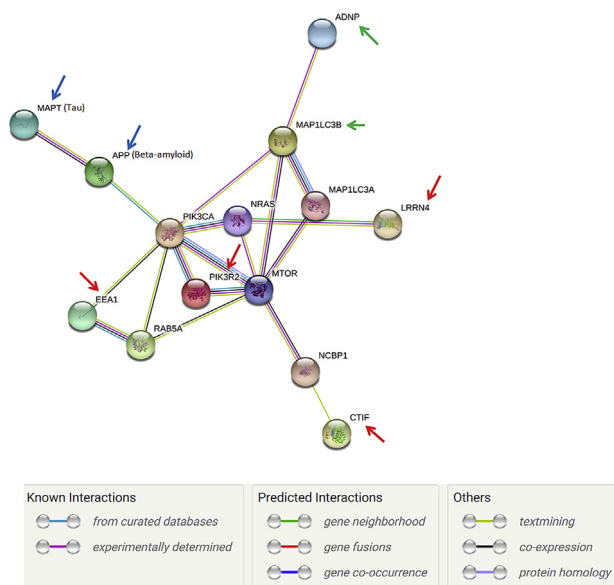 ADNP
MAPT (Tau)
MAP1LC3B
APP (Beta-amyloid)
MAP1LC3A
NRAS
LRRN4
PIK3CA
PIK3R2
MTOR
EEA1
RAB5A
NCBP1
CTIF
Known Interactions
from curated databases
experimentally determined
Predicted Interactions
gene neighborhood
gene fusions
gene co-occurrence
Others
textmining
co-expression
protein homology